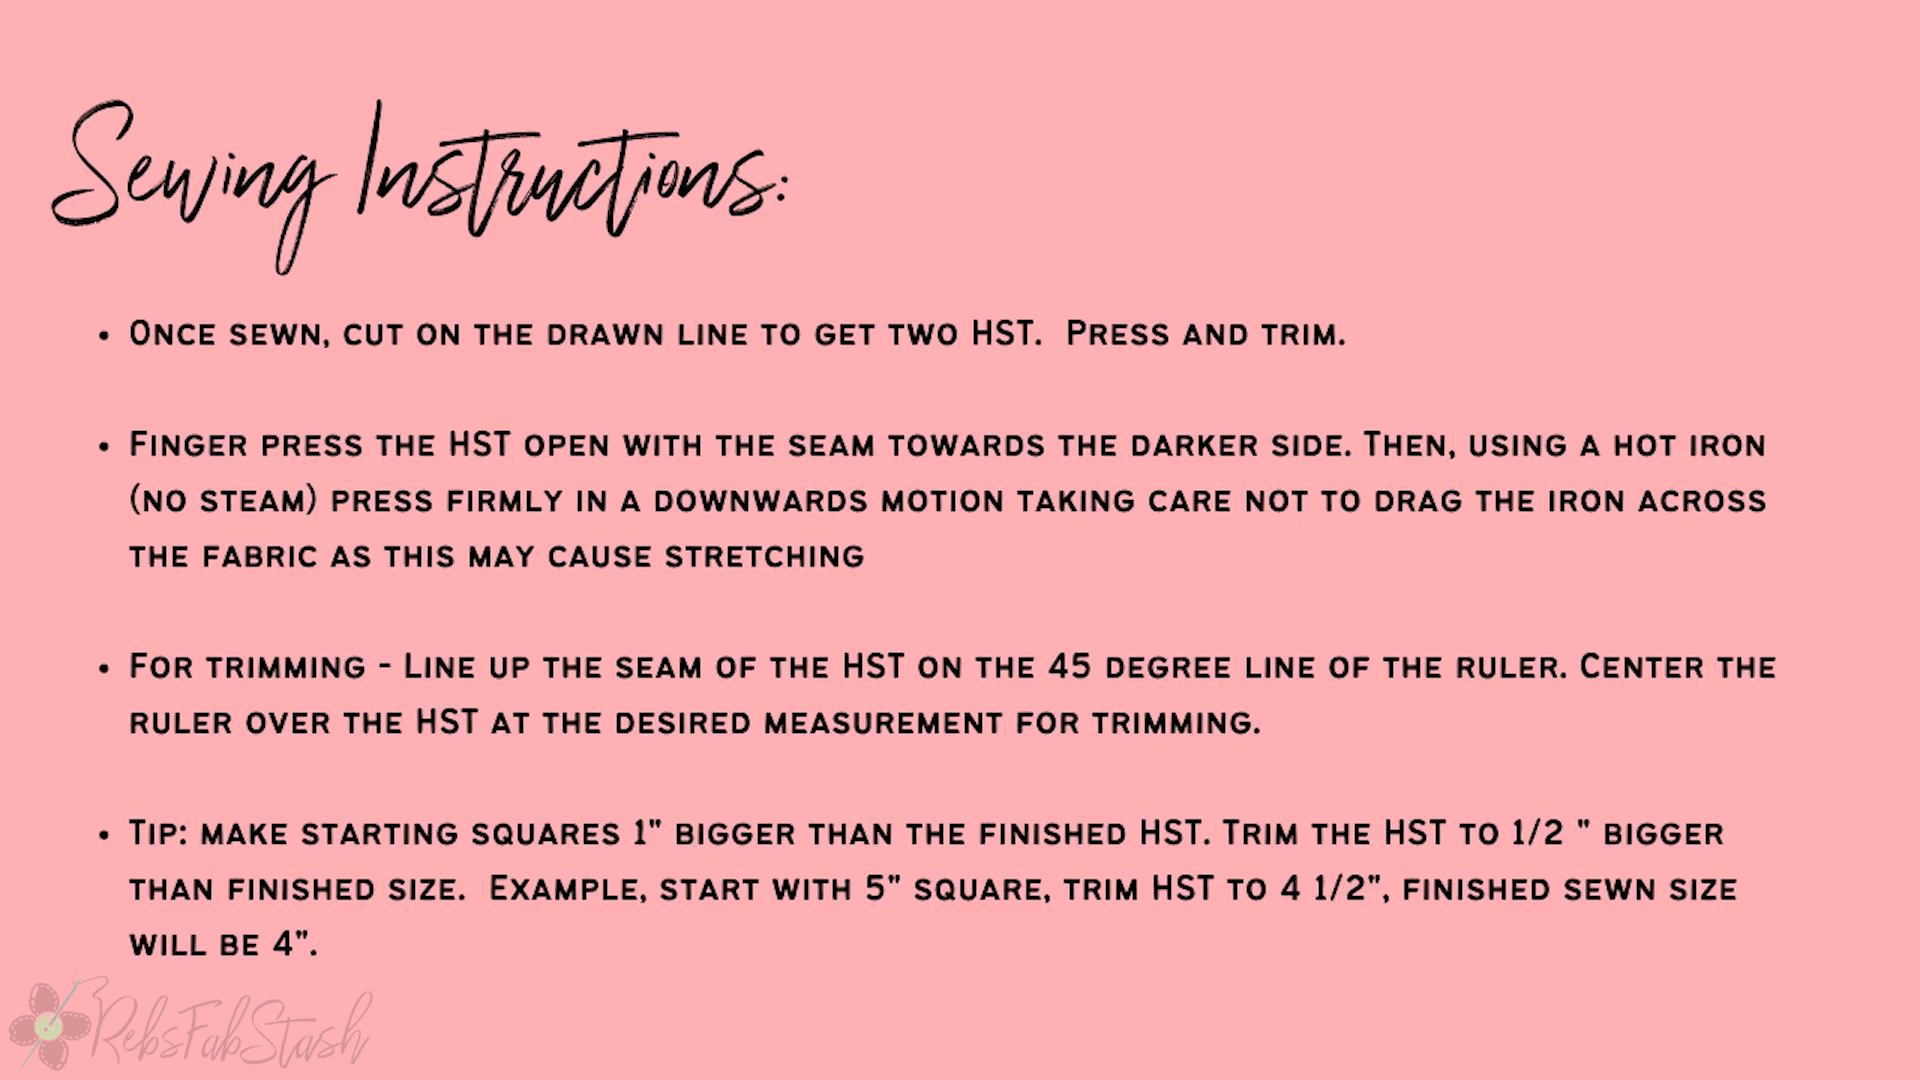 Sewing Instructions:
• Once sewn, cut on the drawn line to get two HST.  Press and trim.
• Finger press the HST open with the seam towards the darker side. Then, using a hot iron
(no steam) press firmly in a downwards motion taking care not to drag the iron across
the fabric as this may cause stretching
• For trimming - Line up the seam of the HST on the 45 degree line of the ruler. Center the
ruler over the HST at the desired measurement for trimming.
• Tip: make starting squares 1" bigger than the finished HST. Trim the HST to 1/2 " bigger
than finished size.  Example, start with 5" square, trim HST to 4 1/2", finished sewn size
will be 4".
RebsFabStash